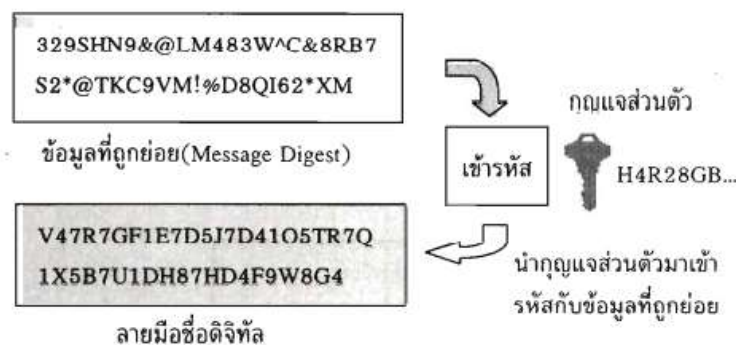 329SHN9&@LM483W^C&8RB7
S2*@TKC9VM!%D8QI62*XM
ข้อมูลที่ถูกย่อย(Message Digest)
กุญแจส่วนตัว
เข้ารหัส
H4R28GB...
V47R7GF1E7D5J7D41O5TR7Q
1X5B7U1DH87HD4F9W8G4
ลายมือชื่อดิจิทัล
นำกุญแจส่วนตัวมาเข้า
รหัสกับข้อมูลที่ถูกย่อย